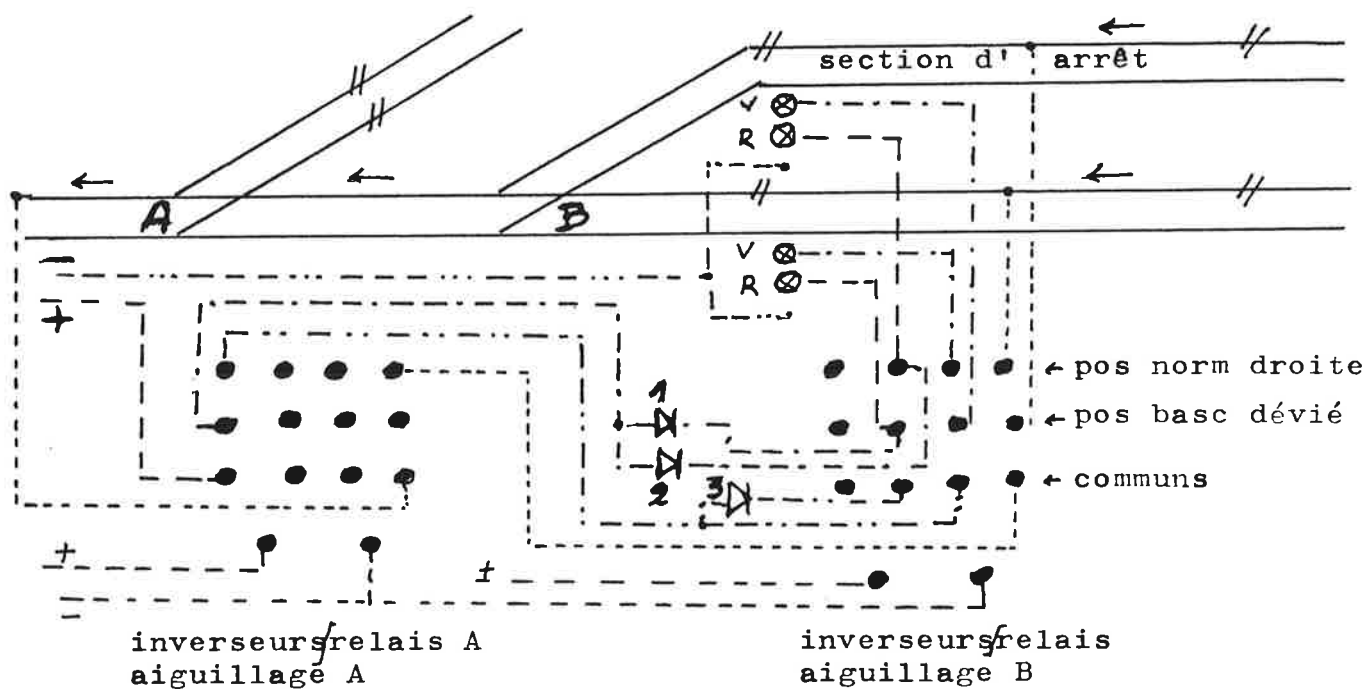 section d' arrêt
V
R
A
B
V
R
−
+
← pos norm droite
1
← pos basc dévié
2
3
← communs
+
±
−
inverseurs/relais A
aiguillage A
inverseurs/relais
aiguillage B